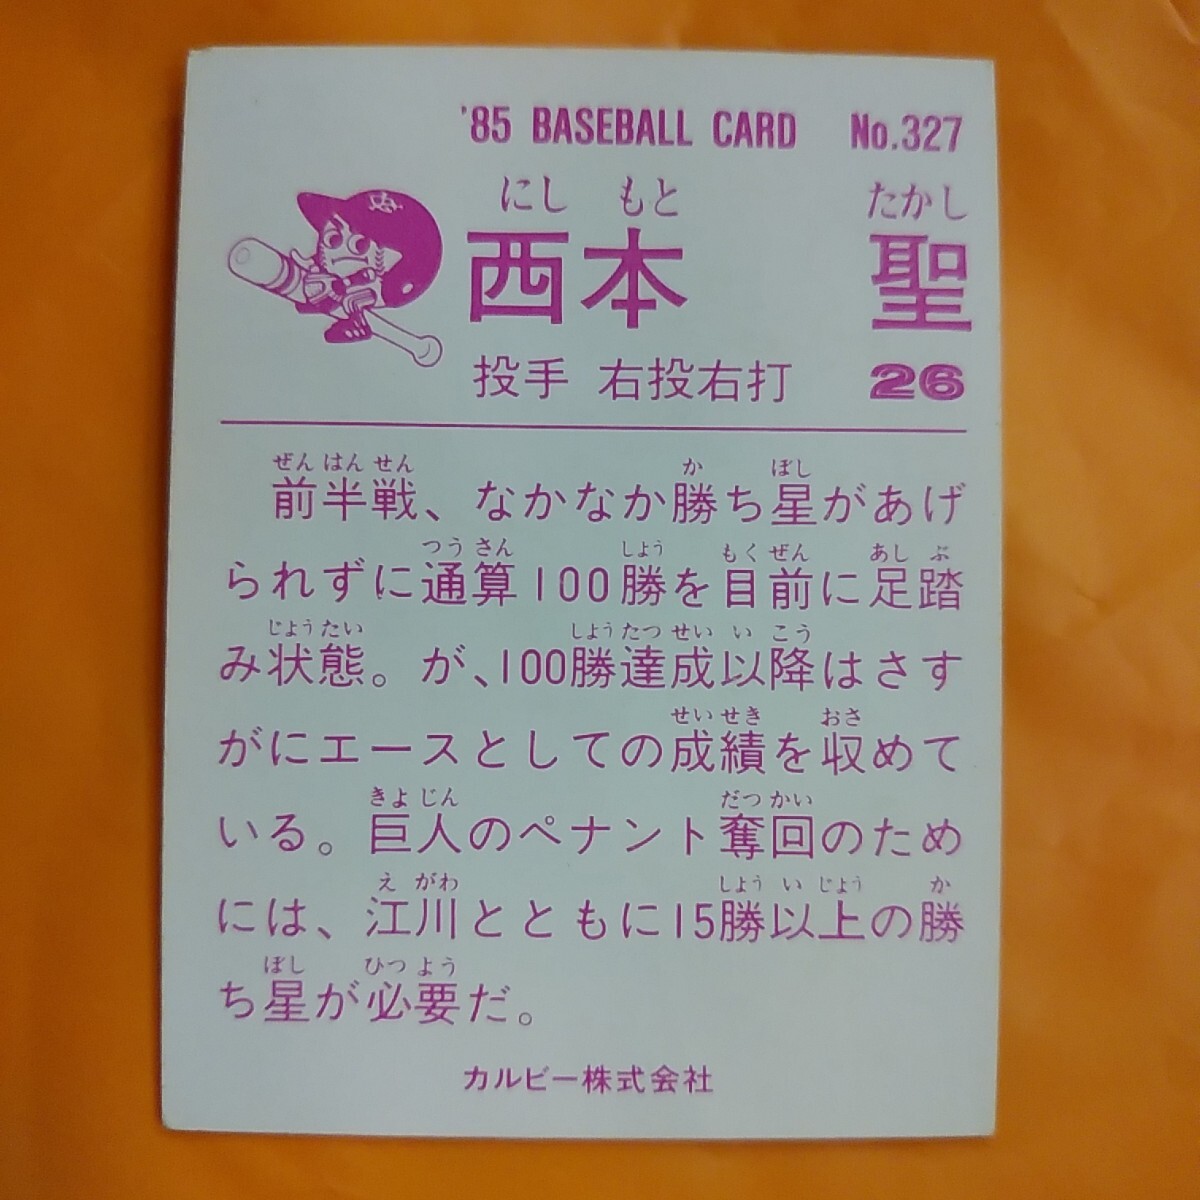 '85 BASEBALL CARD No.327
にし もと たかし
西本 聖
投手 右投右打 26
ぜん はん せん か ぼし
前半戦、なかなか勝ち星があげ
つう さん しよう もく ぜん あし ぶ
られずに通算100勝を目前に足踏
じよう たい しよう たつ せい い こう
み状態。が、100勝達成以降はさす
せい せき おさ
がにエースとしての成績を収めて
きよ じん だつ かい
いる。巨人のペナント奪回のため
え がわ しよう い じよう か
には、江川とともに15勝以上の勝
ぼし ひつ よう
ち星が必要だ。
カルビー株式会社